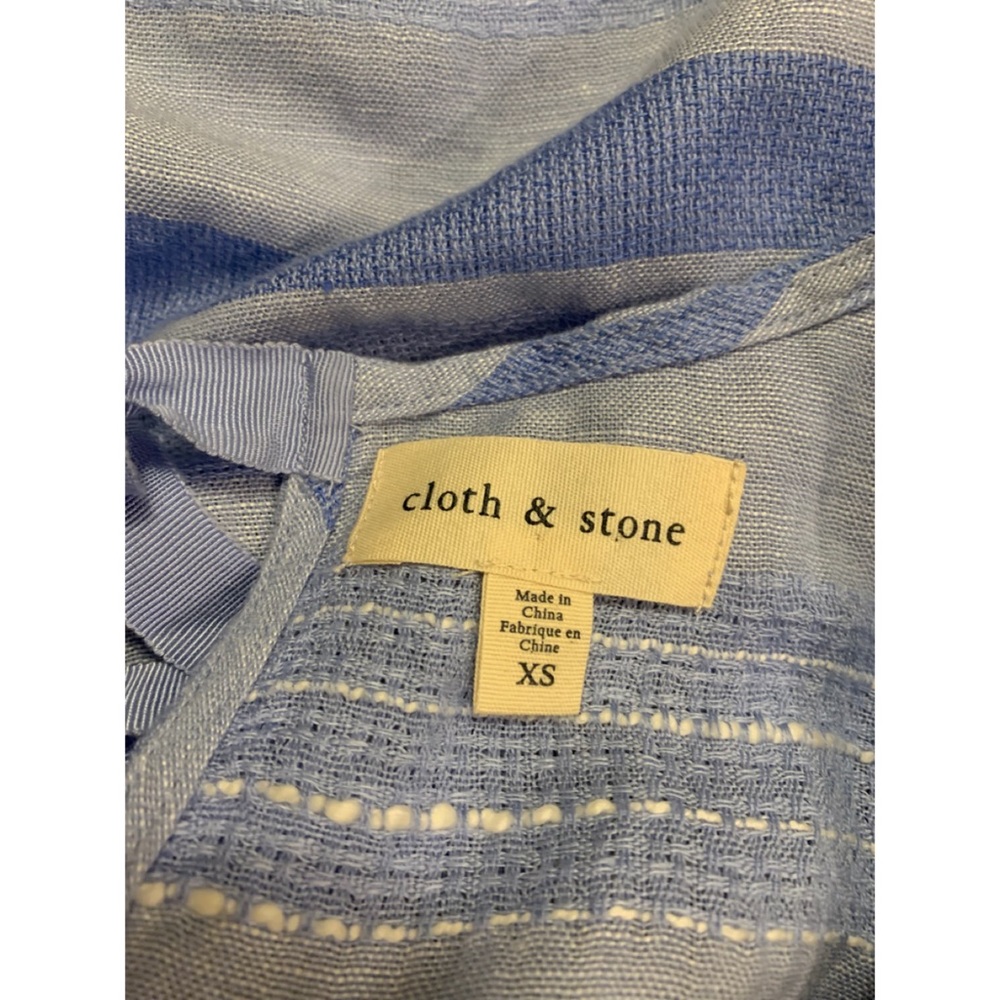 cloth & stone
Made in
China
Fabrique en
Chine
XS